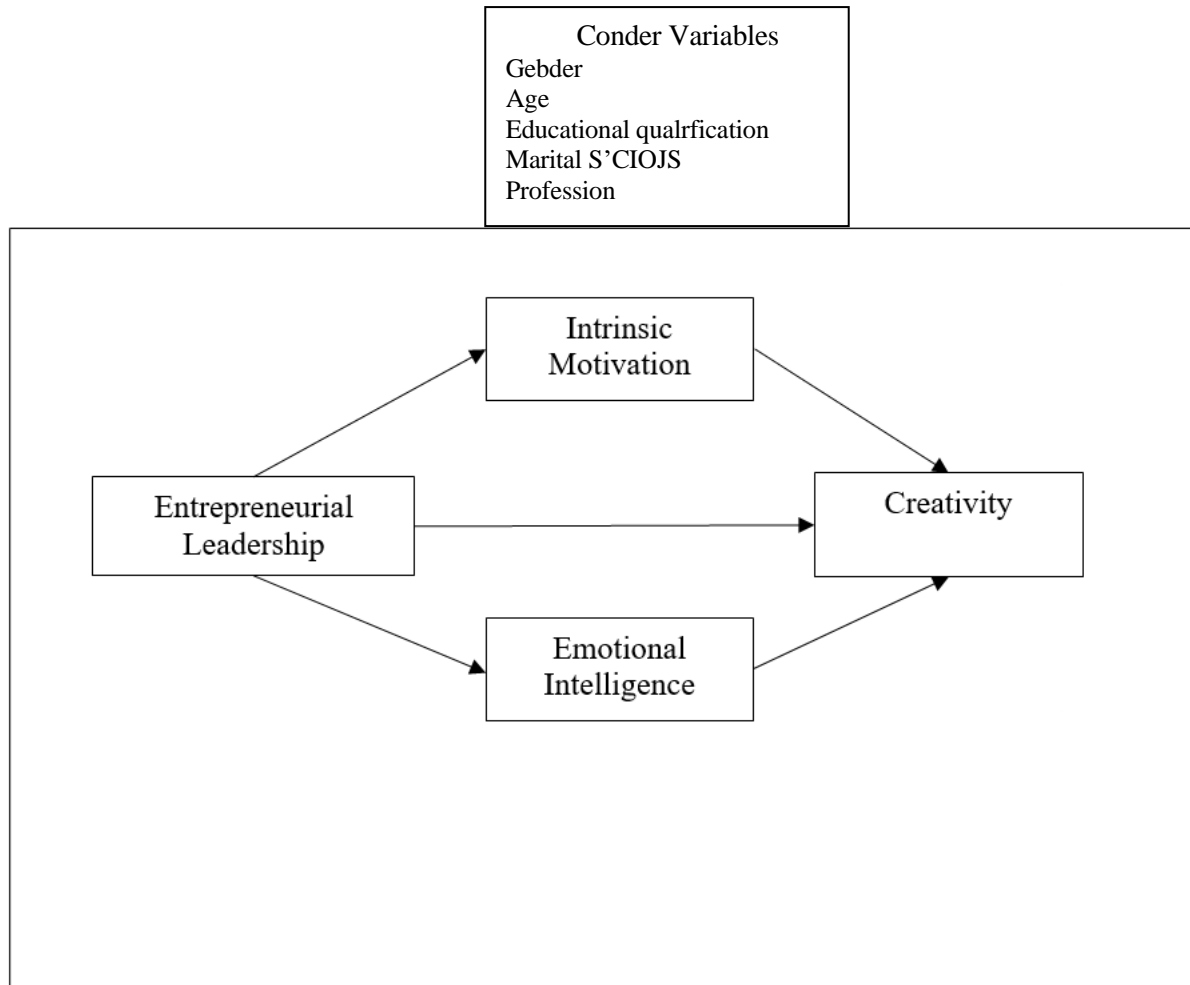 Conder Variables
Gebder
Age
Educational qualrfication
Marital S’CIOJS
Profession
Intrinsic
Motivation
Entrepreneurial
Leadership
Creativity
Emotional
Intelligence